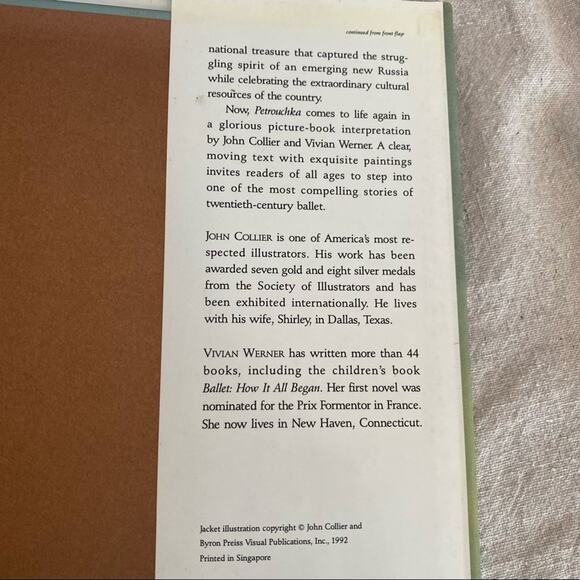 continued from front flap
national treasure that captured the strug-
gling spirit of an emerging new Russia
while celebrating the extraordinary cultural
resources of the country.
Now, Petrouchka comes to life again in
a glorious picture-book interpretation
by John Collier and Vivian Werner. A clear,
moving text with exquisite paintings
invites readers of all ages to step into
one of the most compelling stories of
twentieth-century ballet.
JOHN COLLIER is one of America's most re-
spected illustrators. His work has been
awarded seven gold and eight silver medals
from the Society of Illustrators and has
been exhibited internationally. He lives
with his wife, Shirley, in Dallas, Texas.
VIVIAN WERNER has written more than 44
books, including the children's book
Ballet: How It All Began. Her first novel was
nominated for the Prix Formentor in France.
She now lives in New Haven, Connecticut.
Jacket illustration copyright © John Collier and
Byron Preiss Visual Publications, Inc., 1992
Printed in Singapore